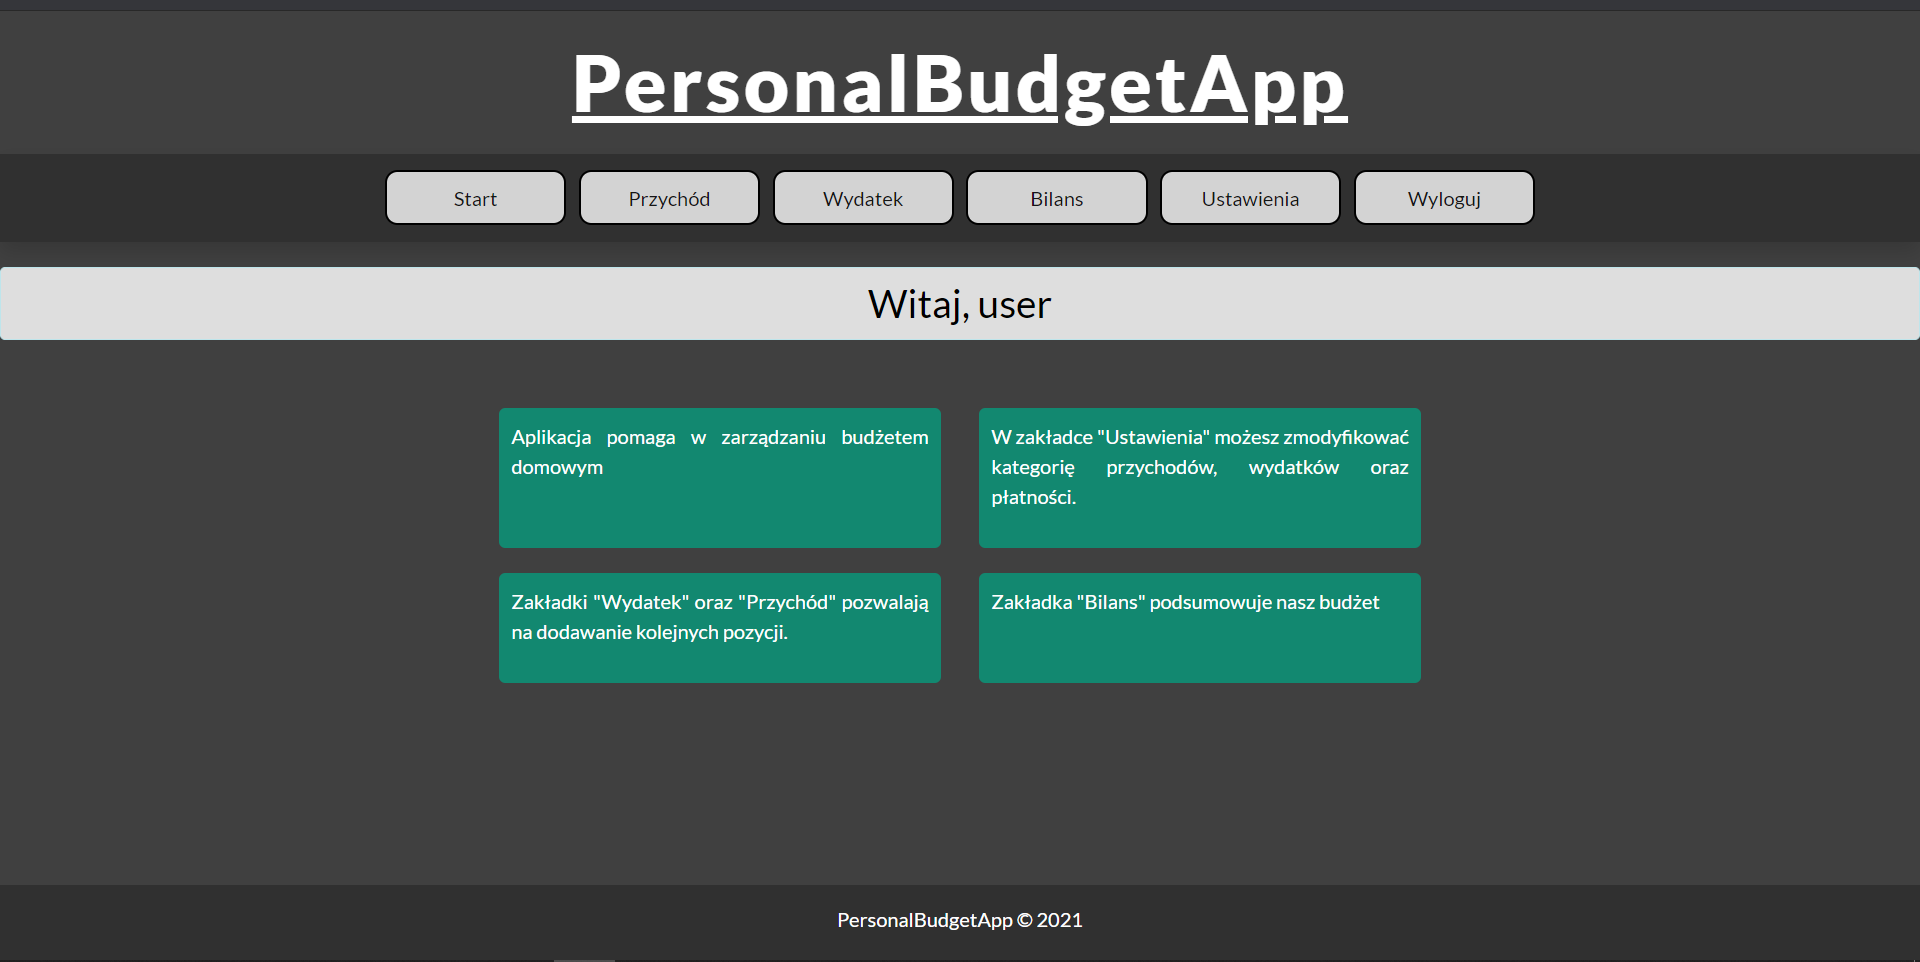 PersonalBudgetApp
Start
Przychód
Wydatek
Bilans
Ustawienia
Wyloguj
Witaj, user
Aplikacja pomaga w zarządzaniu budżetem
domowym
W zakładce "Ustawienia" możesz zmodyfikować
kategorię przychodów, wydatków oraz
płatności.
Zakładki "Wydatek" oraz "Przychód" pozwalają
na dodawanie kolejnych pozycji.
Zakładka "Bilans" podsumowuje nasz budżet
PersonalBudgetApp © 2021